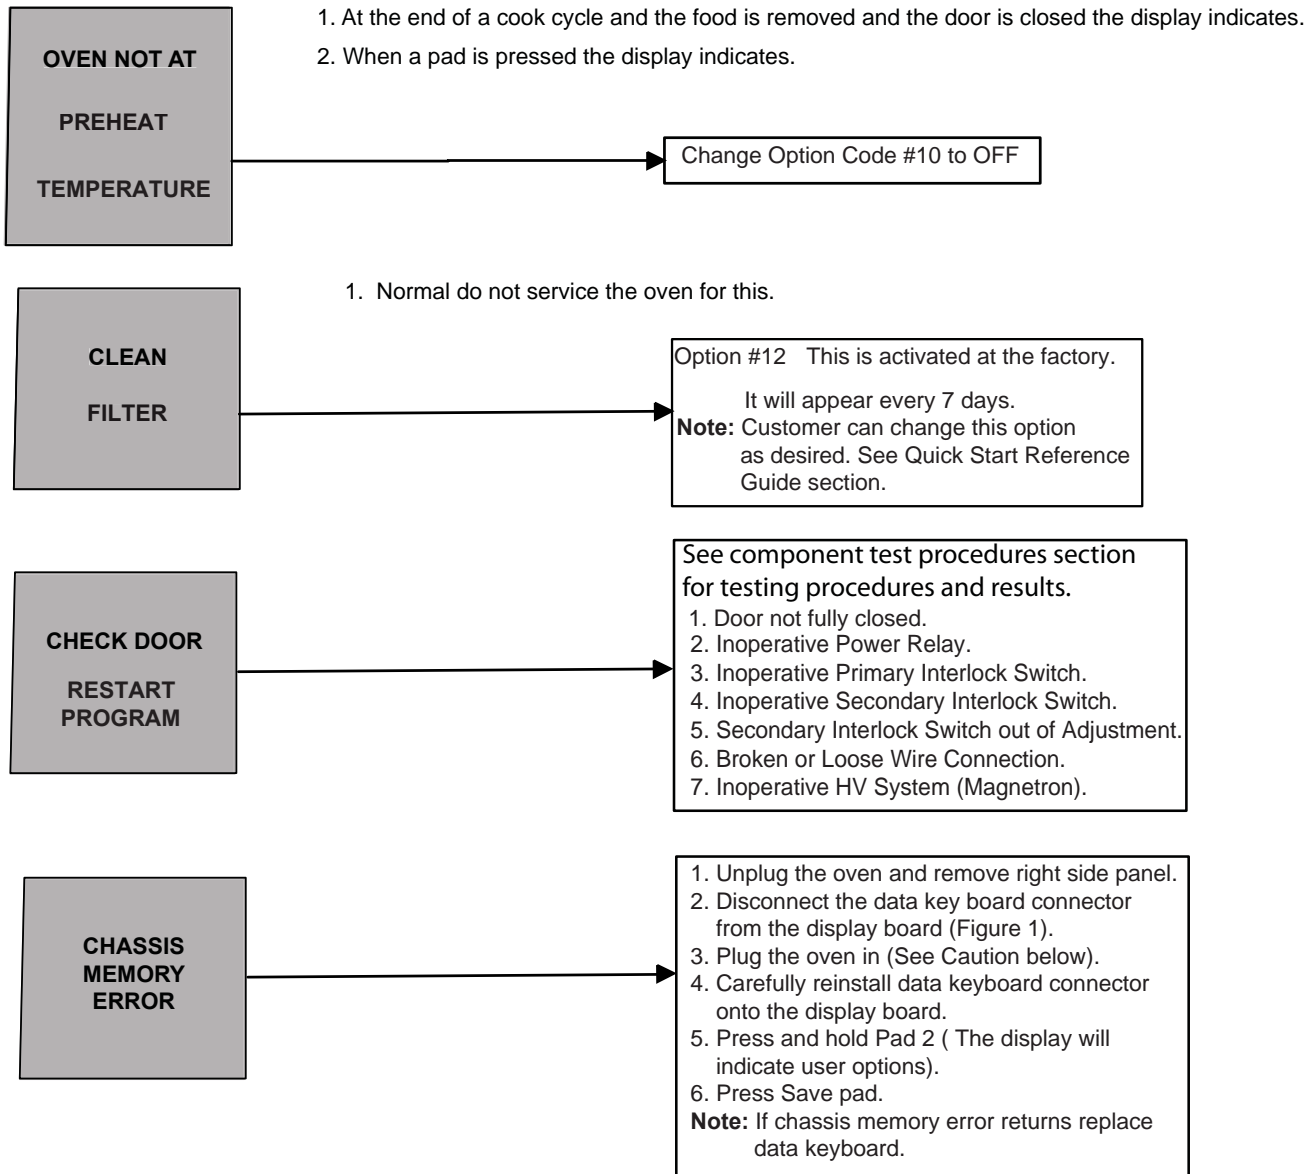 OVEN NOT AT
PREHEAT
TEMPERATURE
1. At the end of a cook cycle and the food is removed and the door is closed the display indicates.
2. When a pad is pressed the display indicates.
Change Option Code #10 to OFF
CLEAN
FILTER
1. Normal do not service the oven for this.
Option #12 This is activated at the factory.
It will appear every 7 days.
Note: Customer can change this option
as desired. See Quick Start Reference
Guide section.
CHECK DOOR
RESTART
PROGRAM
See component test procedures section
for testing procedures and results.
1. Door not fully closed.
2. Inoperative Power Relay.
3. Inoperative Primary Interlock Switch.
4. Inoperative Secondary Interlock Switch.
5. Secondary Interlock Switch out of Adjustment.
6. Broken or Loose Wire Connection.
7. Inoperative HV System (Magnetron).
CHASSIS
MEMORY
ERROR
1. Unplug the oven and remove right side panel.
2. Disconnect the data key board connector
from the display board (Figure 1).
3. Plug the oven in (See Caution below).
4. Carefully reinstall data keyboard connector
onto the display board.
5. Press and hold Pad 2 ( The display will
indicate user options).
6. Press Save pad.
Note: If chassis memory error returns replace
data keyboard.